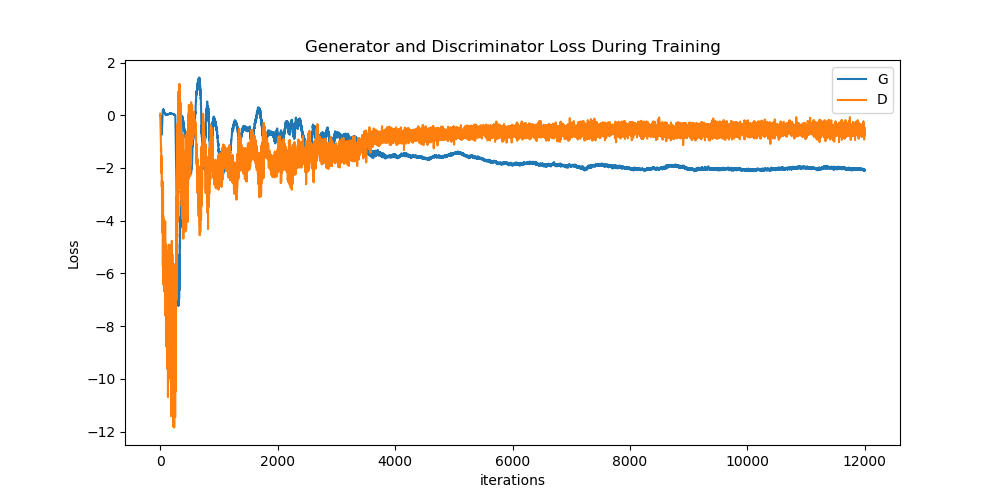 Generator and Discriminator Loss During Training
G
D
2
0
−2
−4
−6
−8
−10
−12
Loss
0 2000 4000 6000 8000 10000 12000
iterations